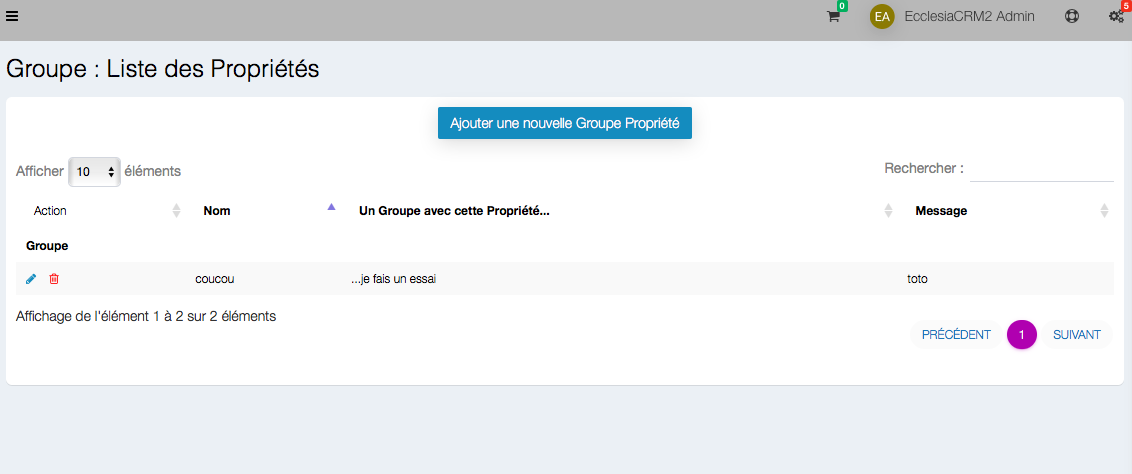 0
EA EcclesiaCRM2 Admin
5
Groupe : Liste des Propriétés
Ajouter une nouvelle Groupe Propriété
Afficher 10 éléments
Rechercher :
Action Nom Un Groupe avec cette Propriété... Message
Groupe
coucou ...je fais un essai toto
Affichage de l'élément 1 à 2 sur 2 éléments
PRÉCÉDENT 1 SUIVANT